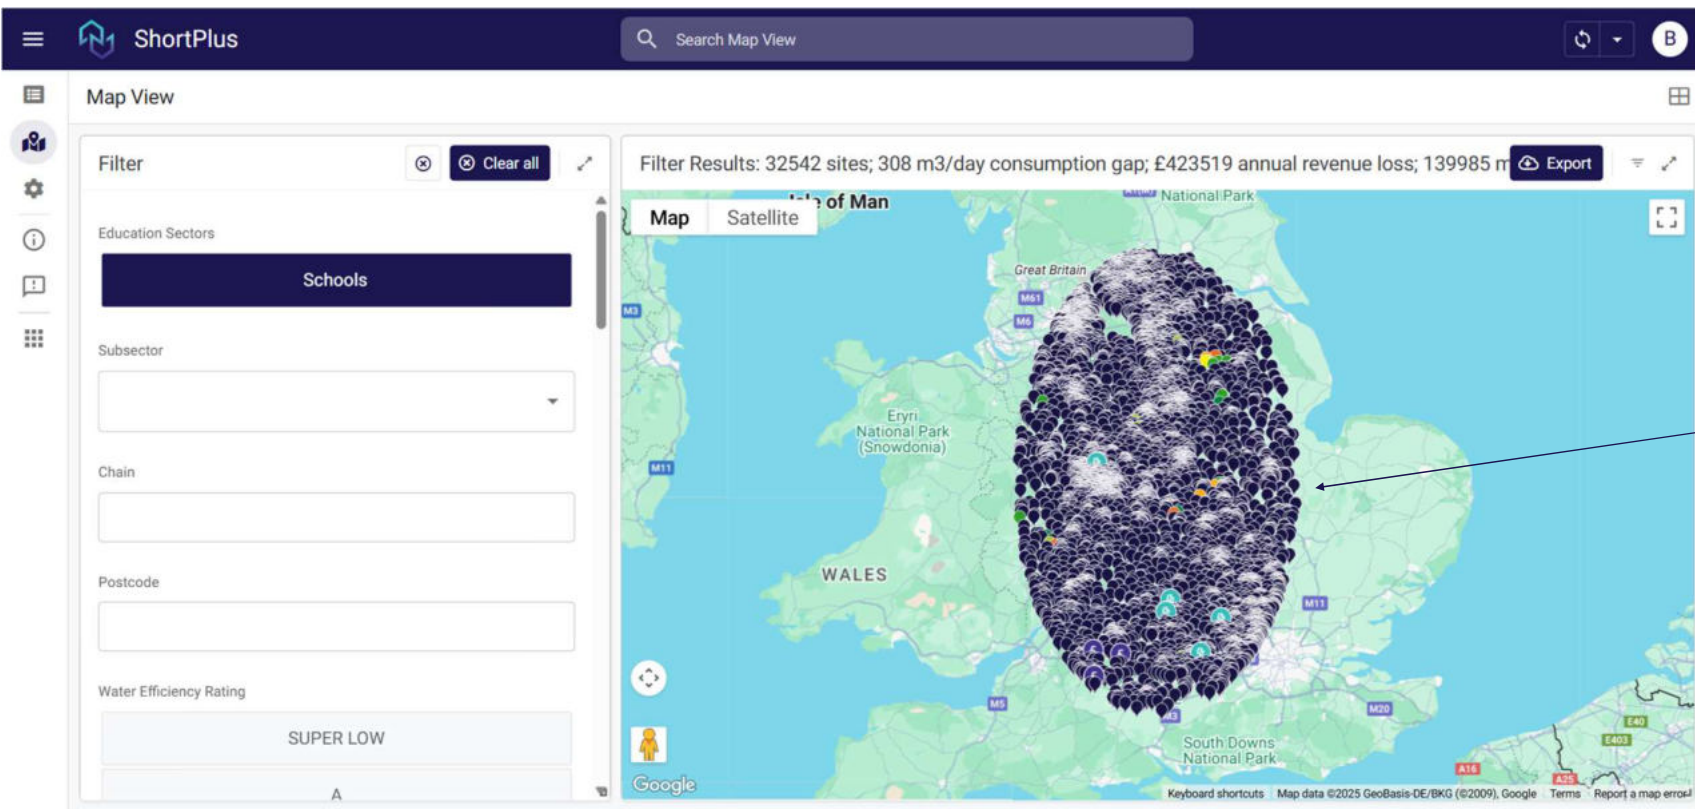 ShortPlus
Search Map View
B
Map View
Filter
Clear all
Education Sectors
Schools
Subsector
Chain
Postcode
Water Efficiency Rating
SUPER LOW
A
Filter Results: 32542 sites; 308 m3/day consumption gap; £423519 annual revenue loss; 139985 m
Export
of Man
National Park
Map
Satellite
Great Britain
M61
M3
M6
Eryri
National Park
(Snowdonia)
M11
WALES
M11
M5
M3
M20
South Downs
National Park
E40
E403
A16
A25
Google
Keyboard shortcuts
Map data ©2025 GeoBasis-DE/BKG (©2009), Google
Terms
Report a map error